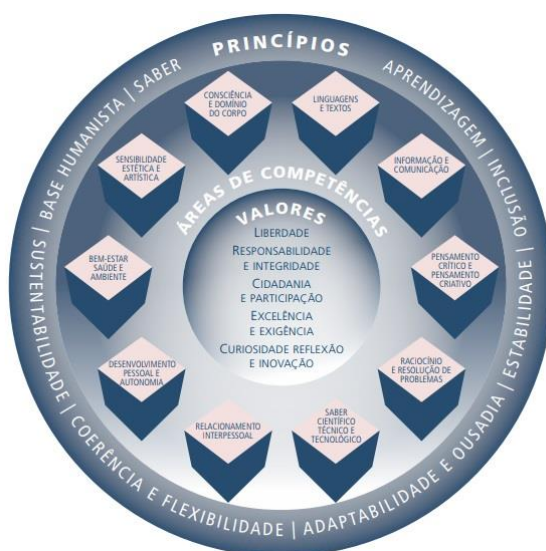 PRINCÍPIOS
APRENDIZAGEM | INCLUSÃO | ESTABILIDADE | ADAPTABILIDADE E OUSADIA | COERÊNCIA E FLEXIBILIDADE | SUSTENTABILIDADE | BASE HUMANISTA | SABER
ÁREAS DE COMPETÊNCIAS
LINGUAGENS
E TEXTOS
INFORMAÇÃO E
COMUNICAÇÃO
PENSAMENTO
CRÍTICO E
PENSAMENTO
CRIATIVO
RACIOCÍNIO
E RESOLUÇÃO DE
PROBLEMAS
SABER
CIENTÍFICO
TÉCNICO E
TECNOLÓGICO
RELACIONAMENTO
INTERPESSOAL
DESENVOLVIMENTO
PESSOAL E
AUTONOMIA
BEM-ESTAR
SAÚDE E
AMBIENTE
SENSIBILIDADE
ESTÉTICA E
ARTÍSTICA
CONSCIÊNCIA
E DOMÍNIO
DO CORPO
VALORES
LIBERDADE
RESPONSABILIDADE
E INTEGRIDADE
CIDADANIA
E PARTICIPAÇÃO
EXCELÊNCIA
E EXIGÊNCIA
CURIOSIDADE REFLEXÃO
E INOVAÇÃO